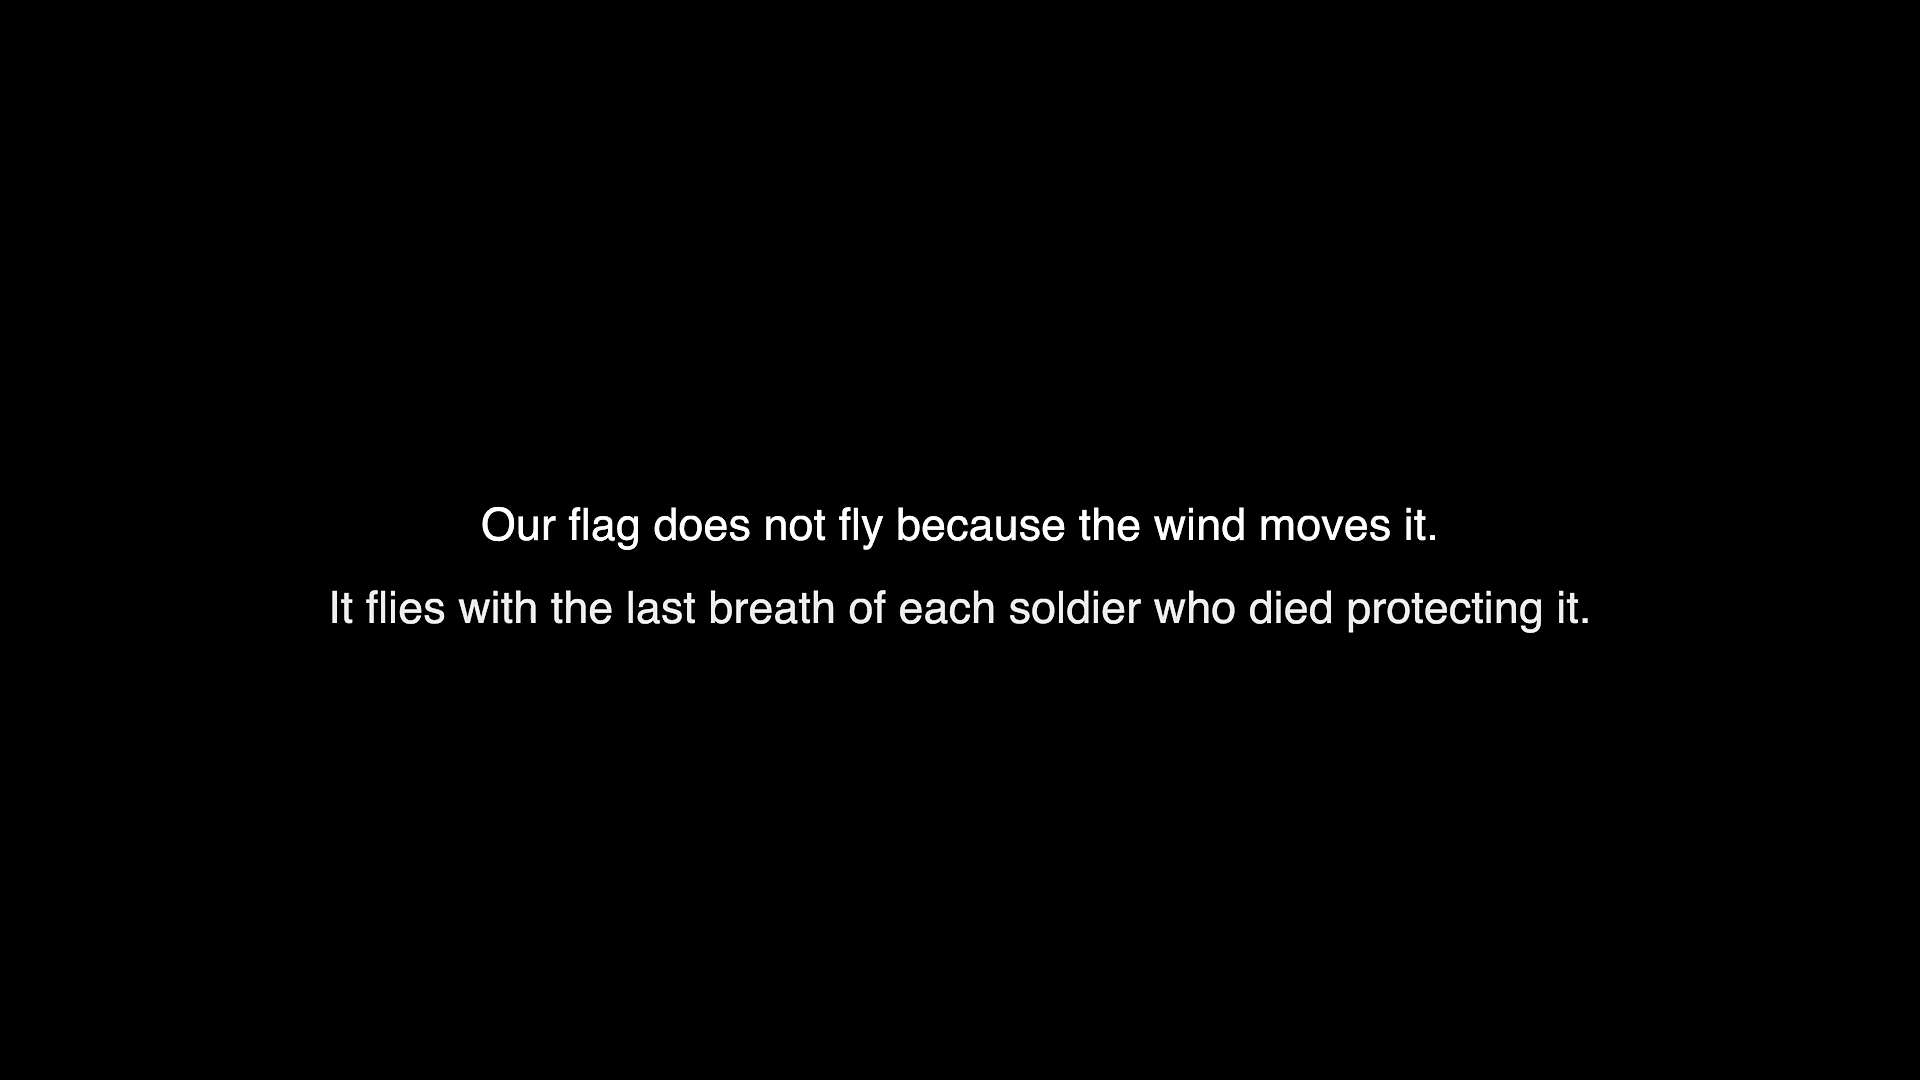 Our flag does not fly because the wind moves it.
It flies with the last breath of each soldier who died protecting it.